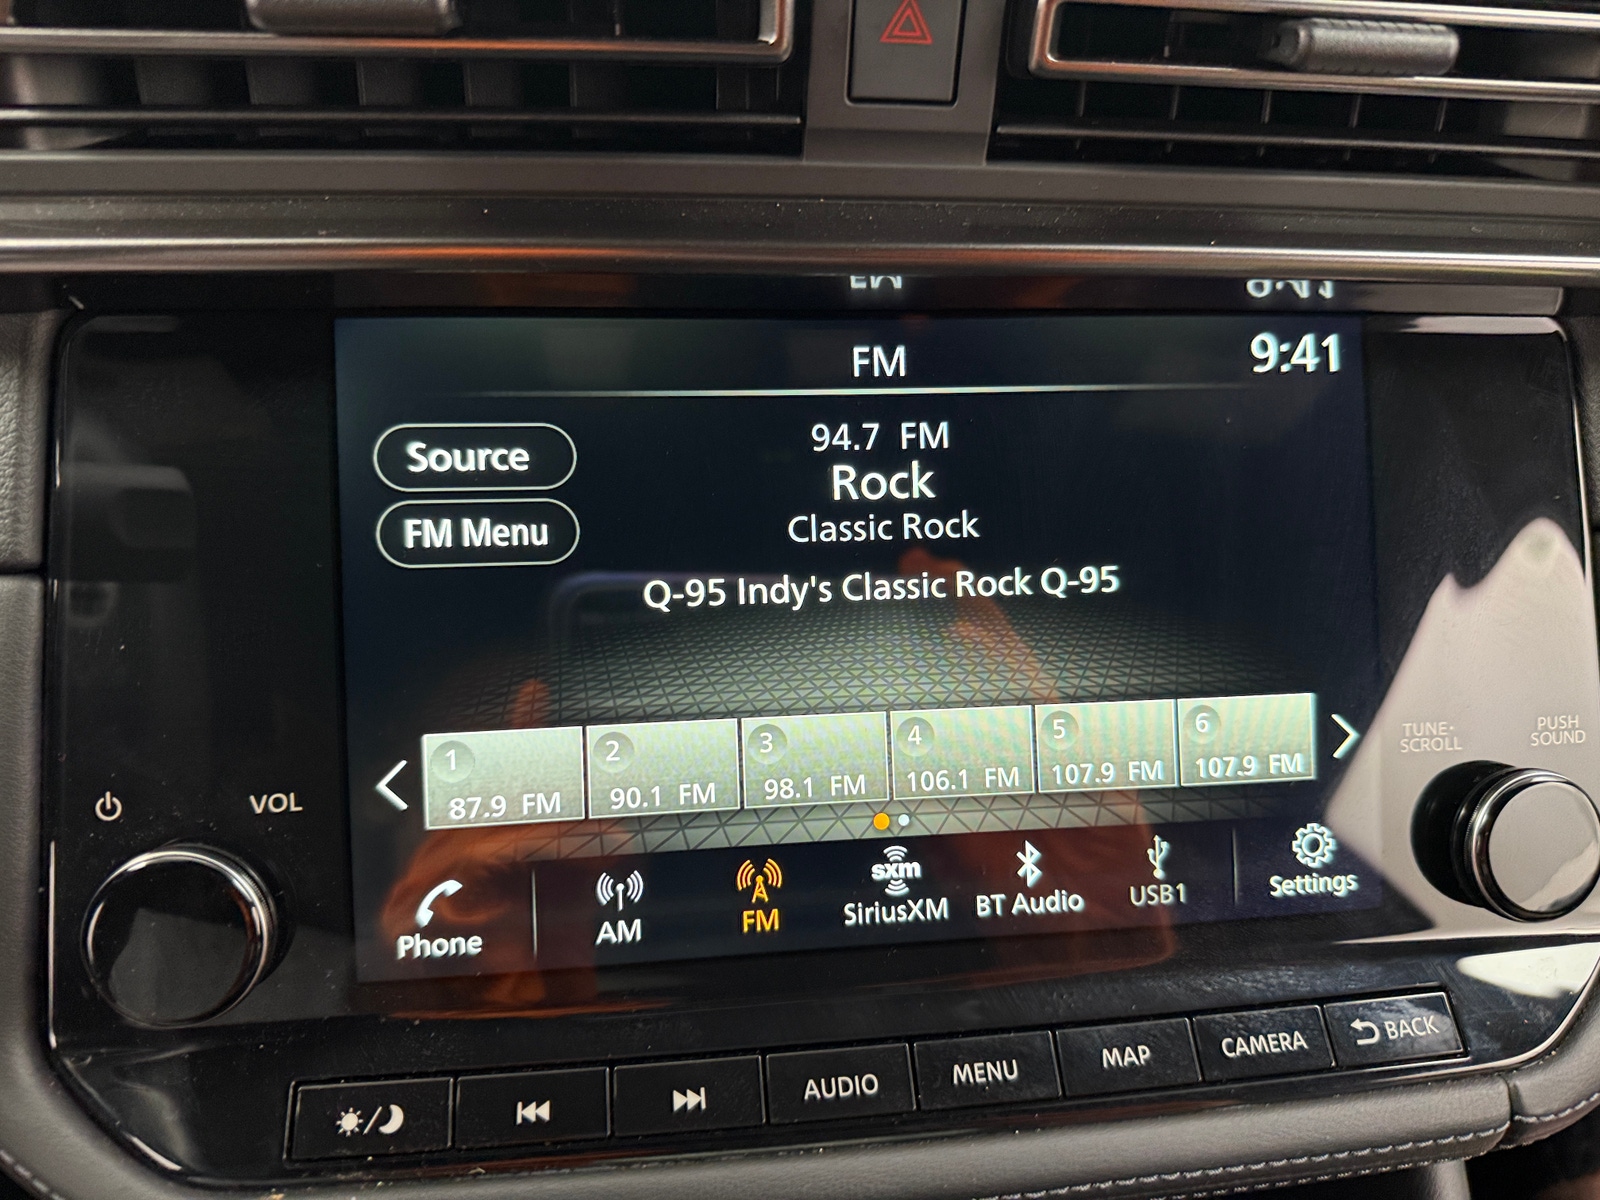 FM
9:41
94.7 FM
Rock
Classic Rock
Q-95 Indy's Classic Rock Q-95
Source
FM Menu
1
87.9 FM
2
90.1 FM
3
98.1 FM
4
106.1 FM
5
107.9 FM
6
107.9 FM
Phone
AM
FM
sxm
SiriusXM
BT Audio
USB1
Settings
VOL
TUNE•
SCROLL
PUSH
SOUND
AUDIO
MENU
MAP
CAMERA
BACK